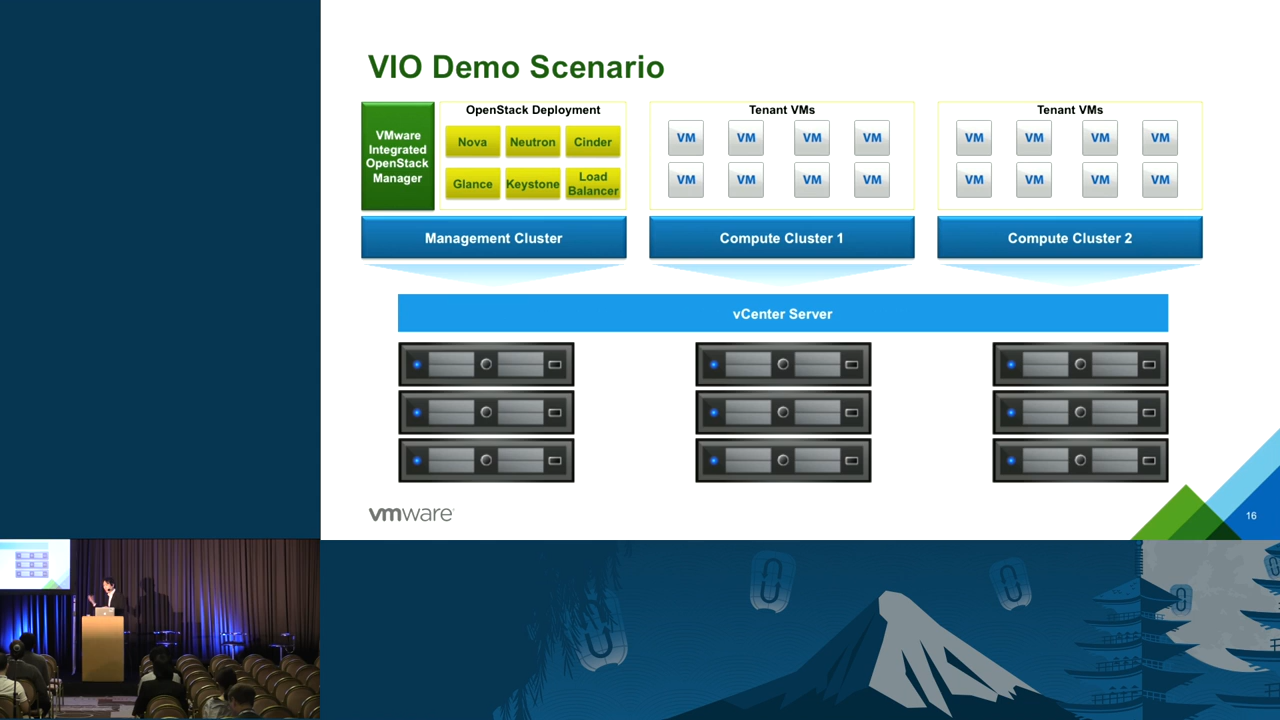 VIO Demo Scenario
VMware
Integrated
OpenStack
Manager
OpenStack Deployment
Nova
Neutron
Cinder
Glance
Keystone
Load
Balancer
Tenant VMs
VM
VM
VM
VM
VM
VM
VM
VM
Tenant VMs
VM
VM
VM
VM
VM
VM
VM
VM
Management Cluster
Compute Cluster 1
Compute Cluster 2
vCenter Server
vmware
16